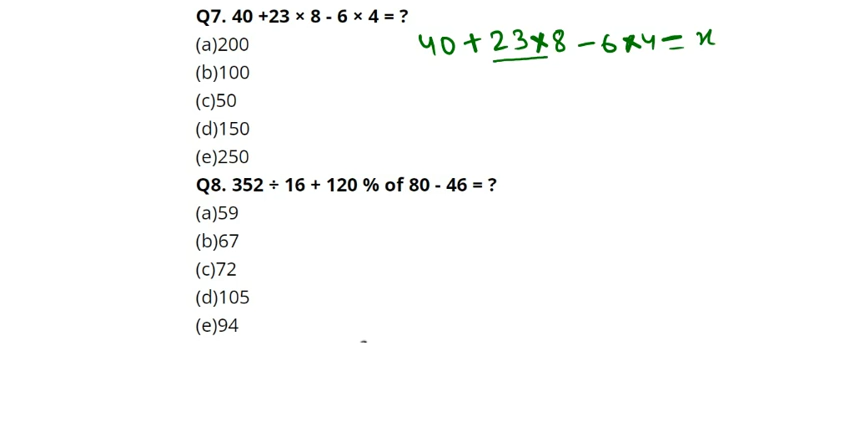 Q7. 40 +23 × 8 - 6 × 4 = ?
40 + 23 × 8 - 6 × 4 = x
(a)200
(b)100
(c)50
(d)150
(e)250
Q8. 352 ÷ 16 + 120 % of 80 - 46 = ?
(a)59
(b)67
(c)72
(d)105
(e)94